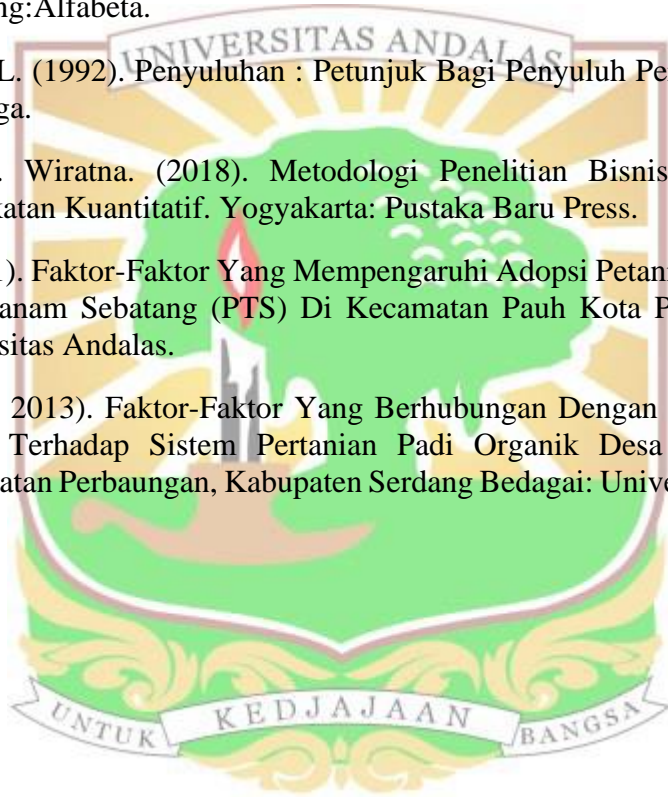 ng:Alfabeta.
UNIVERSITAS ANDALAS
L. (1992). Penyuluhan : Petunjuk Bagi Penyuluh Pe
ga.
. Wiratna. (2018). Metodologi Penelitian Bisnis
katan Kuantitatif. Yogyakarta: Pustaka Baru Press.
). Faktor-Faktor Yang Mempengaruhi Adopsi Petani
anam Sebatang (PTS) Di Kecamatan Pauh Kota P
sitas Andalas.
2013). Faktor-Faktor Yang Berhubungan Dengan
Terhadap Sistem Pertanian Padi Organik Desa
atan Perbaungan, Kabupaten Serdang Bedagai: Unive
UNTUK KEDJAJAAN BANGSA